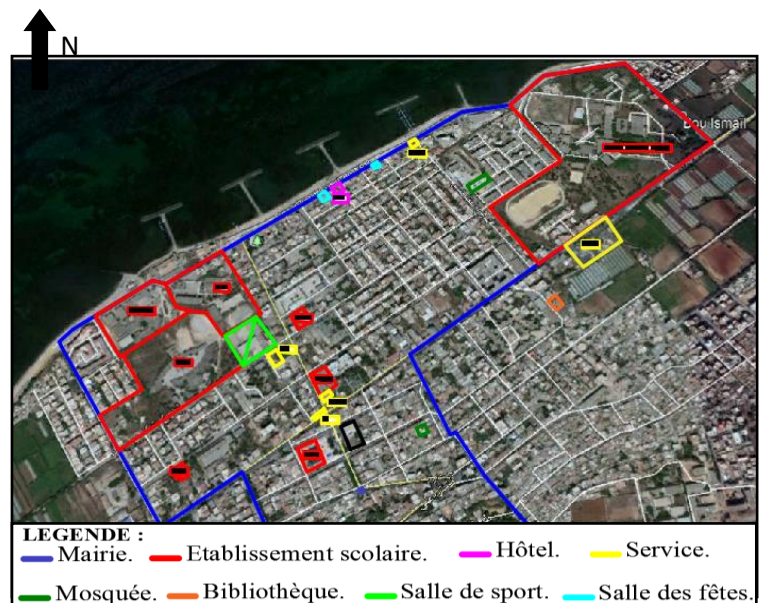 N
Bou Ismail
LEGENDE :
Mairie. Etablissement scolaire. Hôtel. Service.
Mosquée. Bibliothèque. Salle de sport. Salle des fêtes.